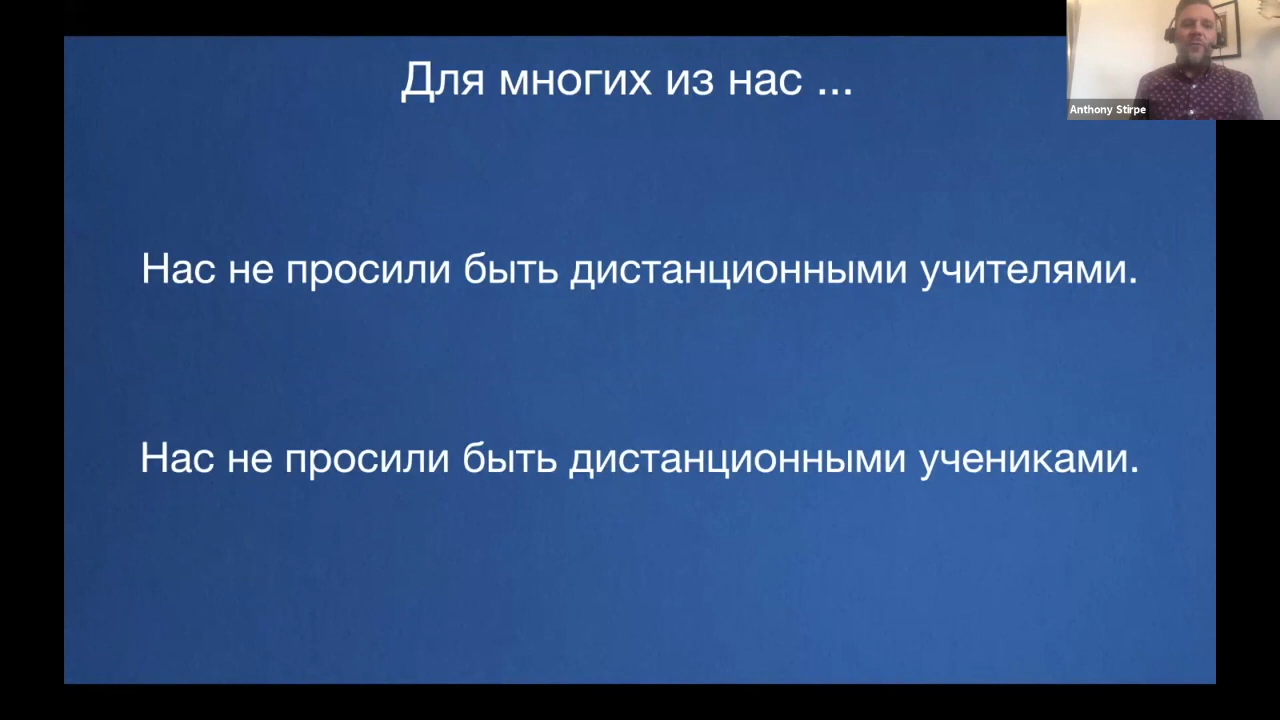 Для многих из нас ...
Anthony Stirpe
Нас не просили быть дистанционными учителями.
Нас не просили быть дистанционными учениками.